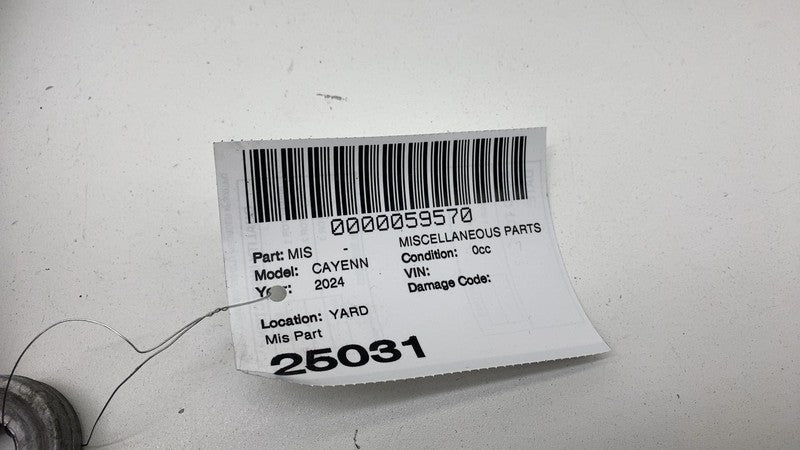 0000059570
Part: MIS - MISCELLANEOUS PARTS
Model: CAYENN Condition: 0cc
Year: 2024 VIN:
Damage Code:
Location: YARD
Mis Part
25031